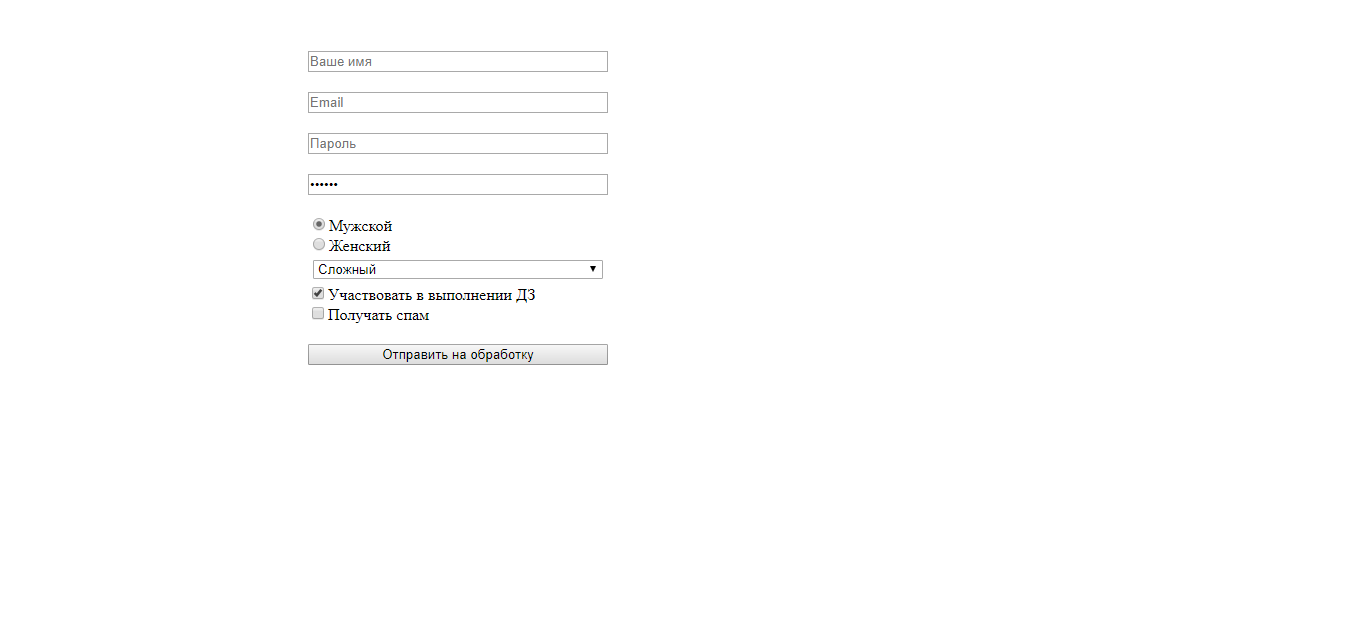 Ваше имя
Email
Пароль
••••••
Мужской
Женский
Сложный
Участвовать в выполнении ДЗ
Получать спам
Отправить на обработку